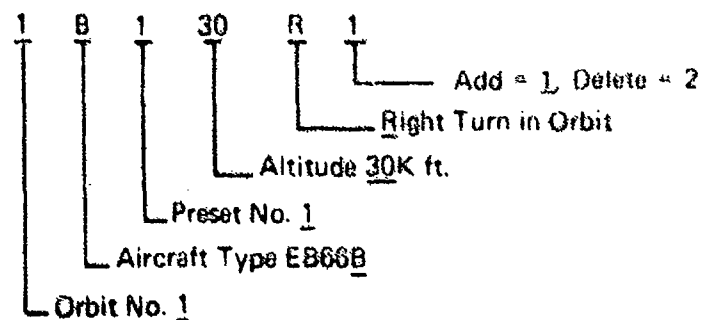 1 B 1 30 R 1
Add = 1, Delete = 2
Right Turn in Orbit
Altitude 30K ft.
Preset No. 1
Aircraft Type EB66B
Orbit No. 1